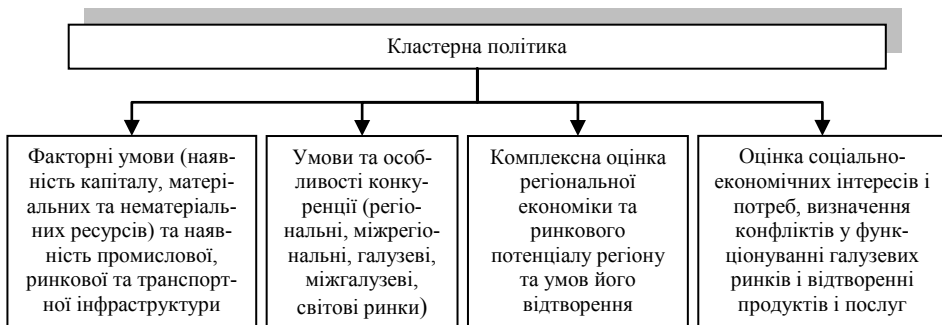 Кластерна політика
Факторні умови (наяв-
ність капіталу, матері-
альних та нематеріаль-
них ресурсів) та наяв-
ність промислової,
ринкової та транспорт-
ної інфраструктури
Умови та особ-
ливості конку-
ренції (регіо-
нальні, міжрегіо-
нальні, галузеві,
міжгалузеві,
світові ринки)
Комплексна оцінка
регіональної
економіки та
ринкового
потенціалу регіону
та умов його
відтворення
Оцінка соціально-
економічних інтересів і
потреб, визначення
конфліктів у функ-
ціонуванні галузевих
ринків і відтворенні
продуктів і послуг